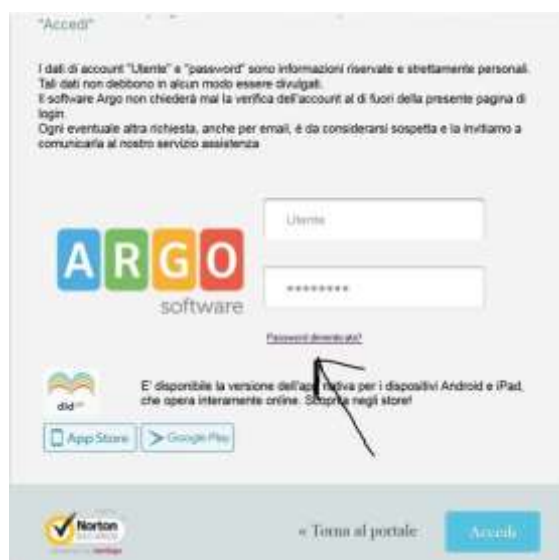 "Accedi"
I dati di account "Utente" e "password" sono informazioni riservate e strettamente personali.
Tali dati non debbono in alcun modo essere divulgati.
Il software Argo non chiederà mai la verifica dell'account al di fuori della presente pagina di
login.
Ogni eventuale altra richiesta, anche per email, è da considerarsi sospetta e la invitiamo a
comunicarla al nostro servizio assistenza
Utente
ARGO
********
software
Password dimenticata?
E' disponibile la versione dell'app nativa per i dispositivi Android e iPad,
che opera interamente online. Scoprila negli store!
did
App Store
Google Play
Norton
« Torna al portale
Accedi